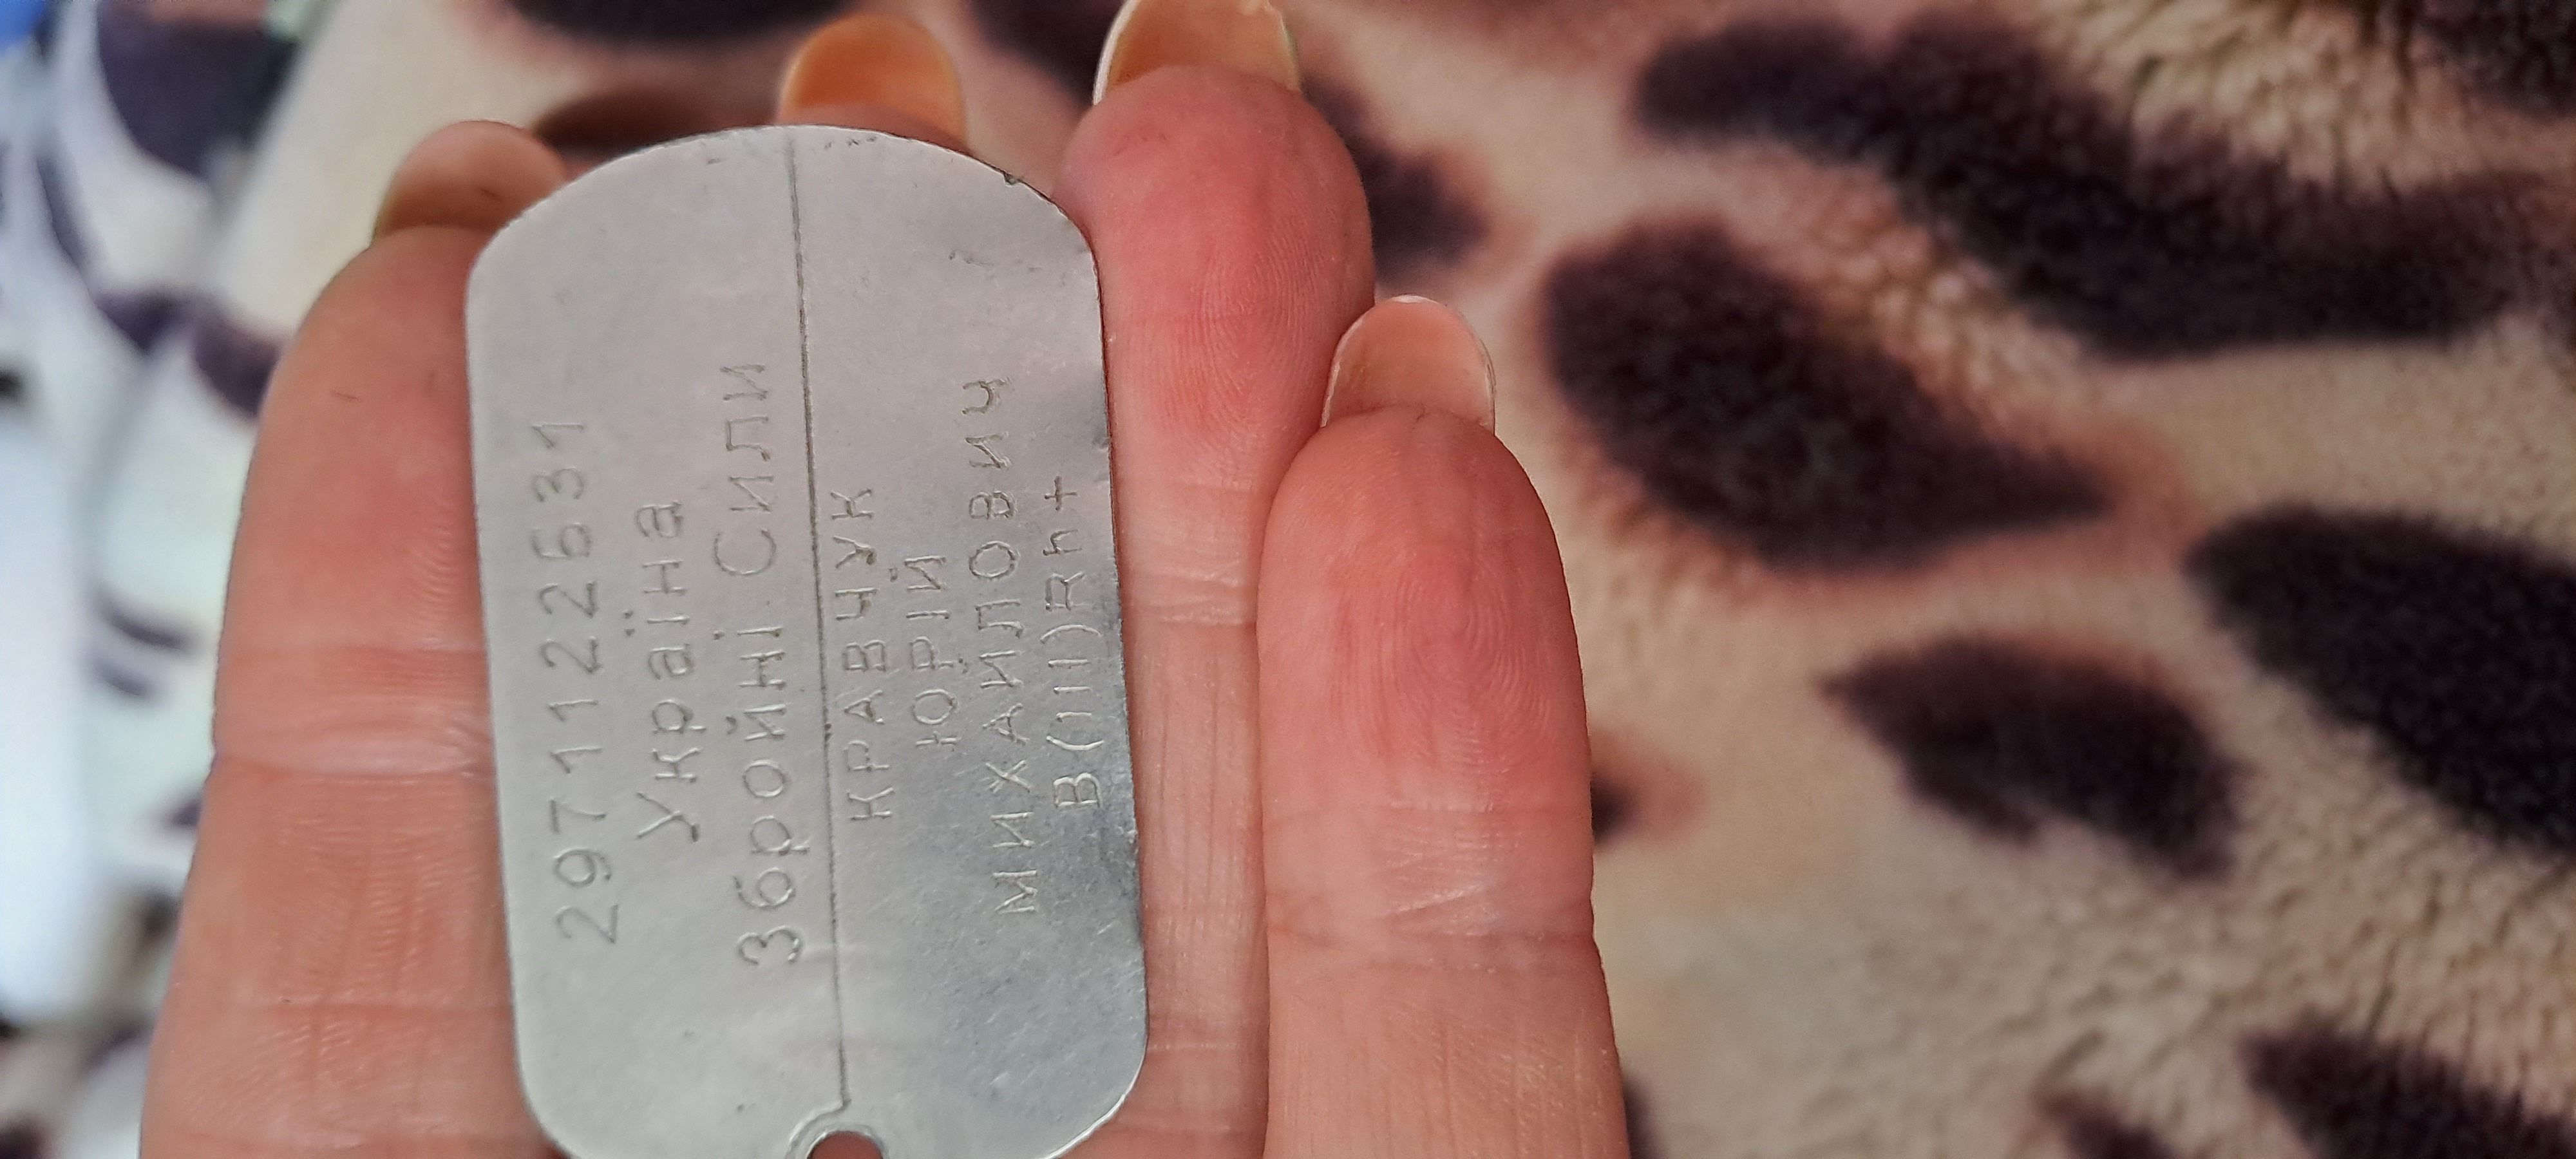 2971122631
Україна
Збройні Сили
КРАВЧУК
ЮРІЙ
МИХАЙЛОВИЧ
B(III)Rh+